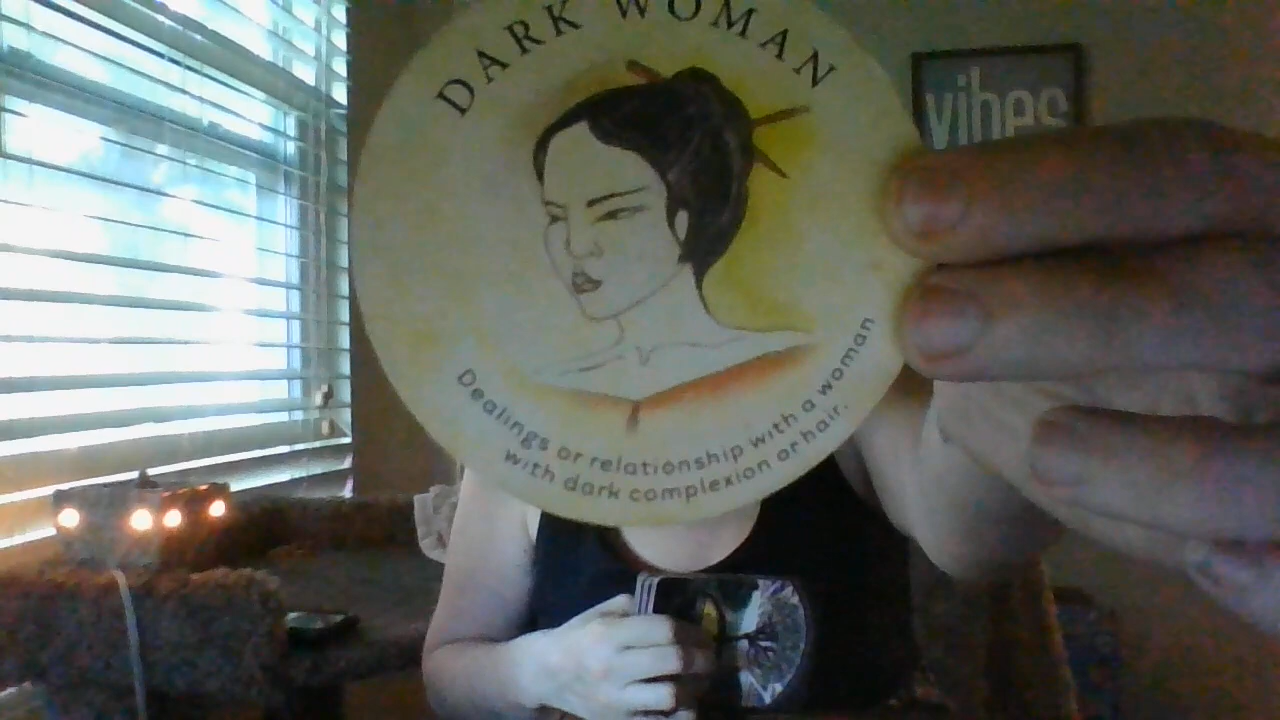 DARK WOMAN
vibes
Dealings or relationship with a woman
with dark complexion or hair.